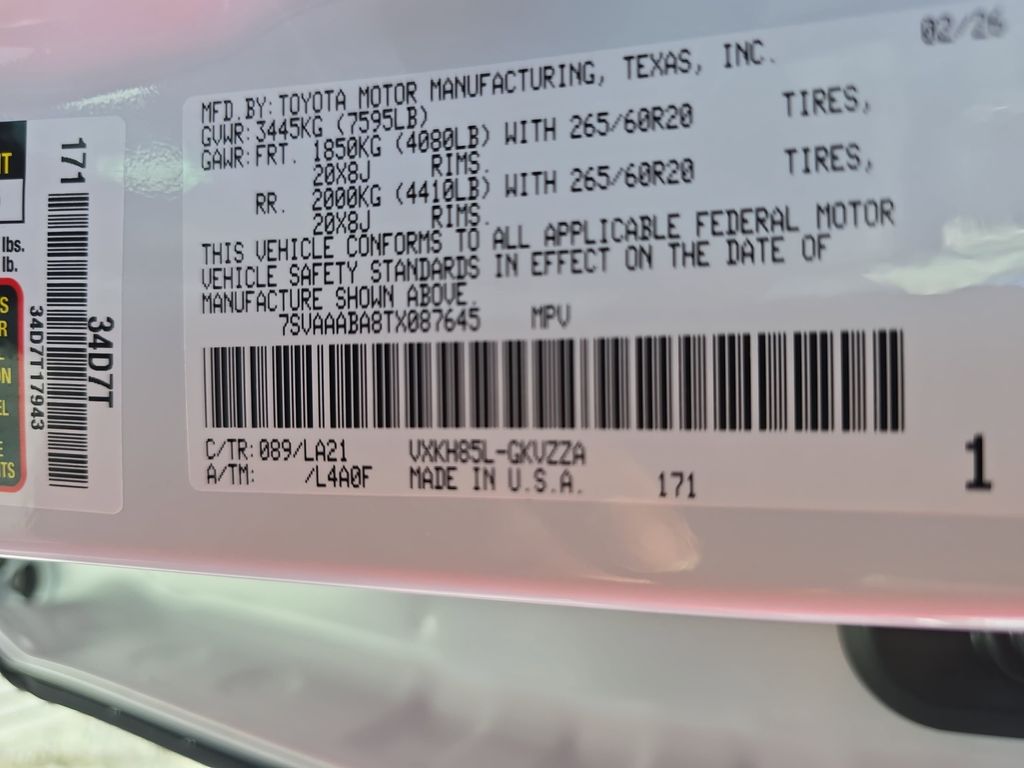 02/26
MFD. BY: TOYOTA MOTOR MANUFACTURING, TEXAS, INC.
GVWR: 3445KG (7595LB)
GAWR: FRT. 1850KG (4080LB) WITH 265/60R20 TIRES,
20X8J RIMS.
RR. 2000KG (4410LB) WITH 265/60R20 TIRES,
20X8J RIMS.
THIS VEHICLE CONFORMS TO ALL APPLICABLE FEDERAL MOTOR
VEHICLE SAFETY STANDARDS IN EFFECT ON THE DATE OF
MANUFACTURE SHOWN ABOVE.
7SVAAABA8TX087645 MPV
C/TR: 089/LA21 VXKH85L-GKVZZA
A/TM: /L4A0F MADE IN U.S.A. 171
1
171
34D7T
34D7T17943
lbs.
lb.